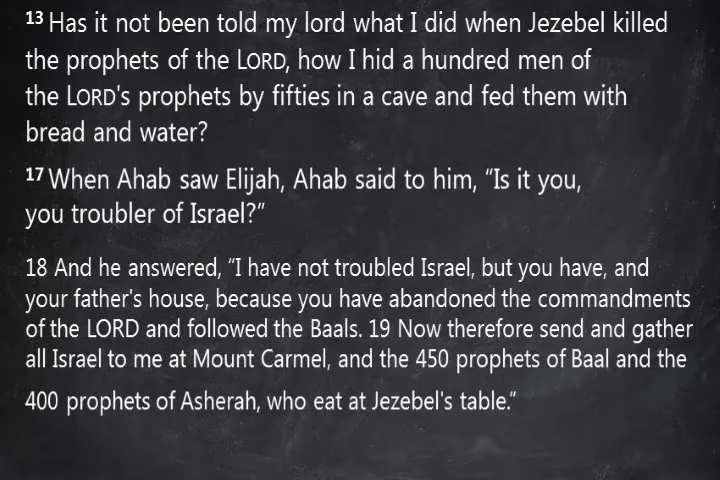 13 Has it not been told my lord what I did when Jezebel killed
the prophets of the LORD, how I hid a hundred men of
the LORD's prophets by fifties in a cave and fed them with
bread and water?
17 When Ahab saw Elijah, Ahab said to him, “Is it you,
you troubler of Israel?”
18 And he answered, “I have not troubled Israel, but you have, and
your father's house, because you have abandoned the commandments
of the LORD and followed the Baals. 19 Now therefore send and gather
all Israel to me at Mount Carmel, and the 450 prophets of Baal and the
400 prophets of Asherah, who eat at Jezebel's table.”